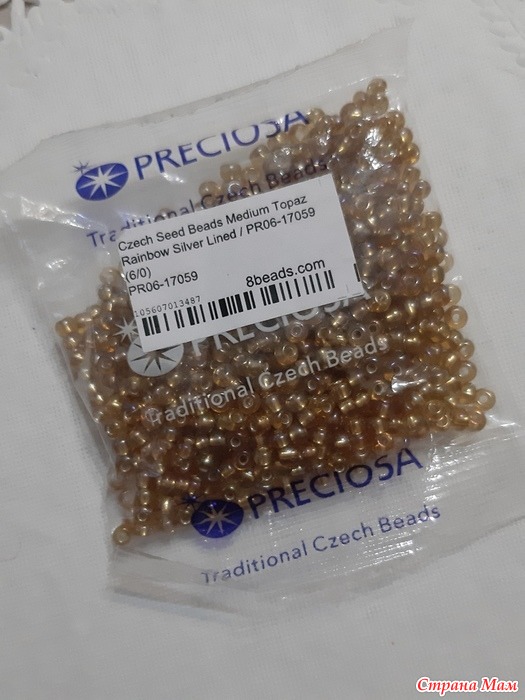 PRECIOSA
Traditional Czech Beads
Czech Seed Beads Medium Topaz
Rainbow Silver Lined / PR06-17059
(6/0)
PR06-17059
8beads.com
105607013487
PRECIOSA
Traditional Czech Beads
PRECIOSA
Traditional Czech Beads
Страна Мам